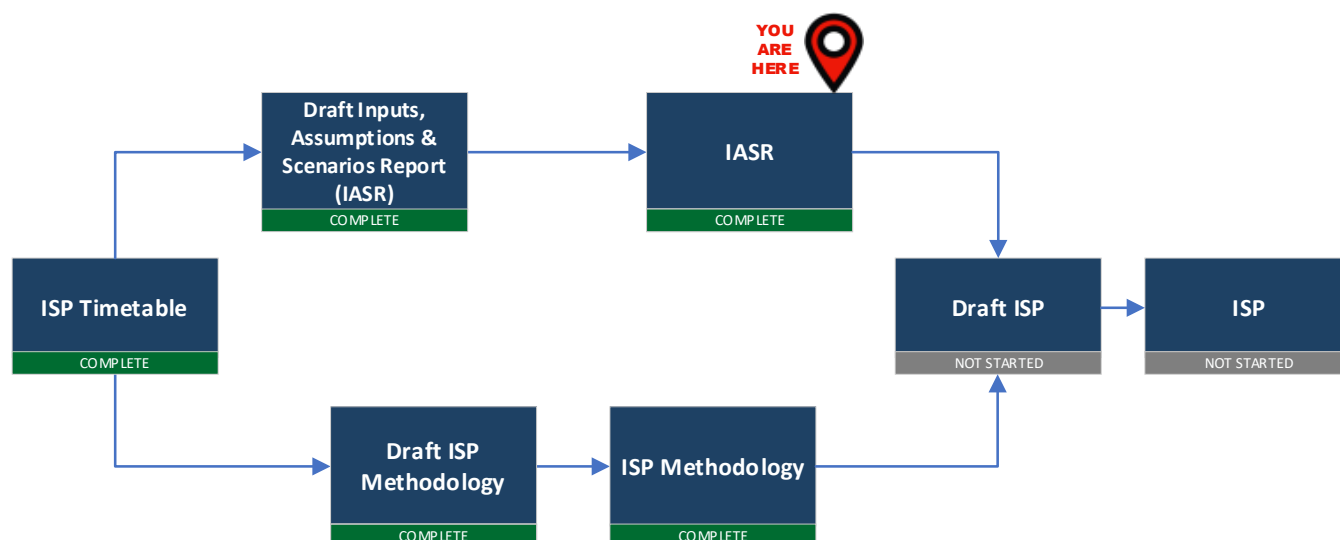 YOU
ARE
HERE
Draft Inputs,
Assumptions &
Scenarios Report
(IASR)
COMPLETE
IASR
COMPLETE
ISP Timetable
COMPLETE
Draft ISP
NOT STARTED
ISP
NOT STARTED
Draft ISP
Methodology
COMPLETE
ISP Methodology
COMPLETE